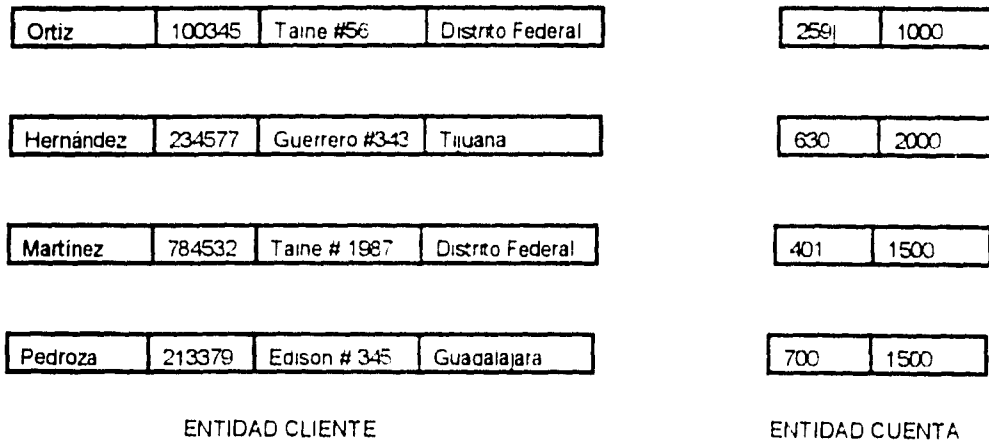 Ortiz 100345 Taine #56 Distrito Federal 259 1000
Hernández 234577 Guerrero #343 Tijuana 630 2000
Martínez 784532 Taine # 1987 Distrito Federal 401 1500
Pedroza 213379 Edison # 345 Guadalajara 700 1500
ENTIDAD CLIENTE ENTIDAD CUENTA